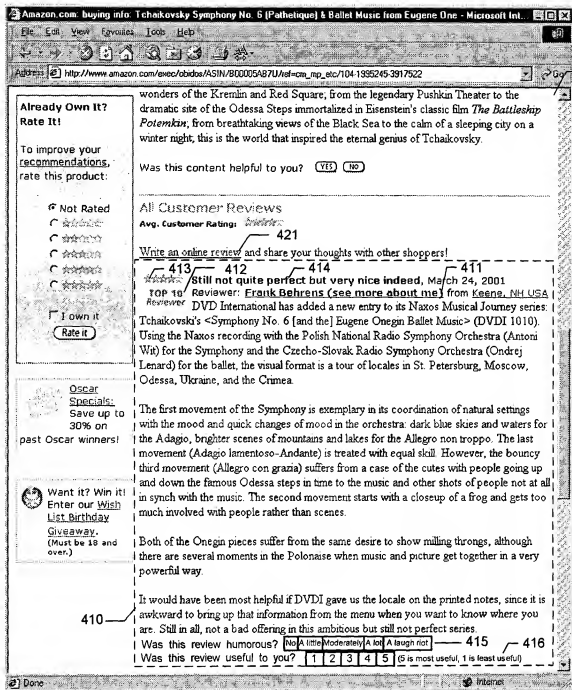 Amazon.com: buying info: Tchaikovsky Symphony No. 6 [Pathetique] & Ballet Music from Eugene One - Microsoft Int...
File Edit View Favorites Tools Help
Address http://www.amazon.com/exec/obidos/ASIN/B00005AB7U/ref=cm_mp_etc/104-1995245-3917522 Go
Already Own It?
Rate It!
To improve your
recommendations,
rate this product:
Not Rated
I own it
Rate it
Oscar
Specials:
Save up to
30% on
past Oscar winners!
Want it? Win it!
Enter our Wish
List Birthday
Giveaway.
(Must be 18 and
over.)
wonders of the Kremlin and Red Square; from the legendary Pushkin Theater to the
dramatic site of the Odessa Steps immortalized in Eisenstein's classic film The Battleship
Potemkin; from breathtaking views of the Black Sea to the calm of a sleeping city on a
winter night; this is the world that inspired the eternal genius of Tchaikovsky.
Was this content helpful to you? YES NO
All Customer Reviews
Avg. Customer Rating:
421
Write an online review and share your thoughts with other shoppers!
413 412 414 411
Still not quite perfect but very nice indeed, March 24, 2001
TOP 10 Reviewer: Frank Behrens (see more about me) from Keene, NH USA
Reviewer DVD International has added a new entry to its Naxos Musical Journey series:
Tchaikovski's <Symphony No. 6 [and the] Eugene Onegin Ballet Music> (DVDI 1010).
Using the Naxos recording with the Polish National Radio Symphony Orchestra (Antoni
Wit) for the Symphony and the Czecho-Slovak Radio Symphony Orchestra (Ondrej
Lenard) for the ballet, the visual format is a tour of locals in St. Petersburg, Moscow,
Odessa, Ukraine, and the Crimea.
The first movement of the Symphony is exemplary in its coordination of natural settings
with the mood and quick changes of mood in the orchestra: dark blue skies and waters for
the Adagio, brighter scenes of mountains and lakes for the Allegro non troppo. The last
movement (Adagio lamentoso-Andante) is treated with equal skill. However, the bouncy
third movement (Allegro con grazia) suffers from a case of the cutes with people going up
and down the famous Odessa steps in time to the music and other shots of people not at all
in synch with the music. The second movement starts with a closeup of a frog and gets too
much involved with people rather than scenes.
Both of the Onegin pieces suffer from the same desire to show milling throngs, although
there are several moments in the Polonaise when music and picture get together in a very
powerful way.
It would have been most helpful if DVDI gave us the locale on the printed notes, since it is
awkward to bring up that information from the menu when you want to know where you
are. Still in all, not a bad offering in this ambitious but still not perfect series.
410
Was this review humorous? No A little Moderately A lot A laugh riot 415 416
Was this review useful to you? 1 2 3 4 5 (5 is most useful, 1 is least useful)
Done Internet